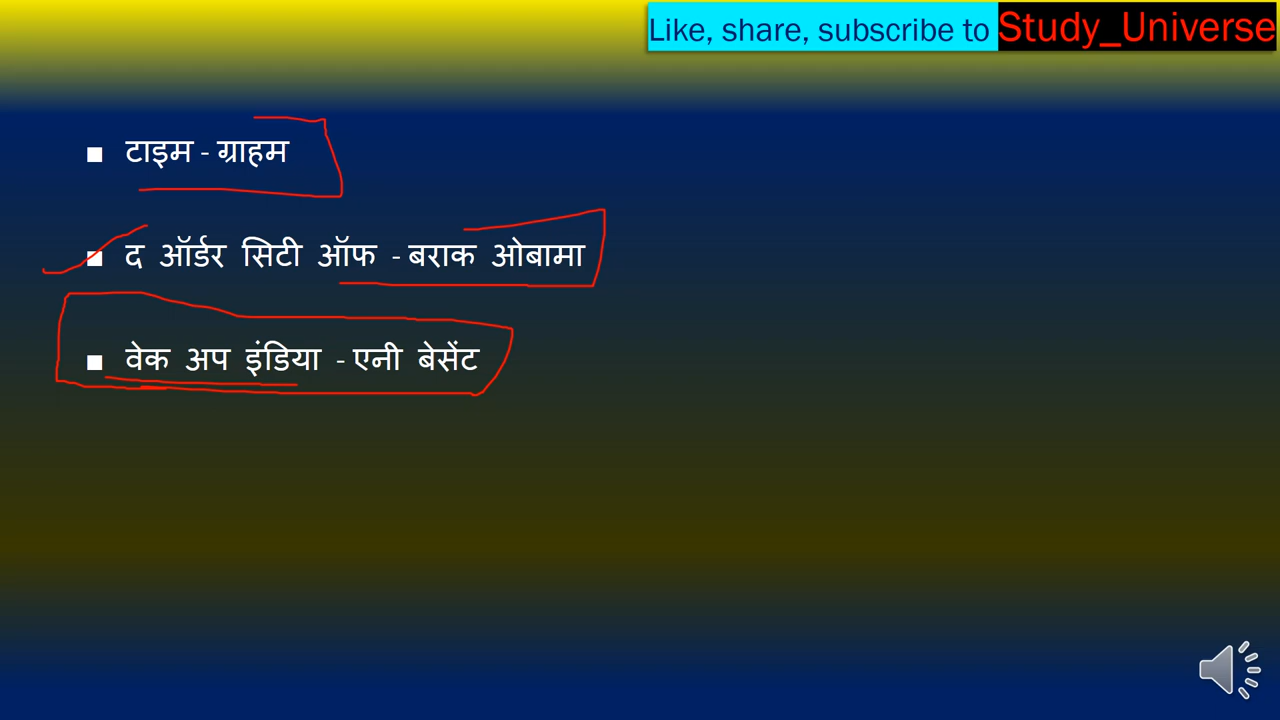 Like, share, subscribe to Study_Universe
टाइम - ग्राहम
द ऑर्डर सिटी ऑफ - बराक ओबामा
वेक अप इंडिया - एनी बेसेंट